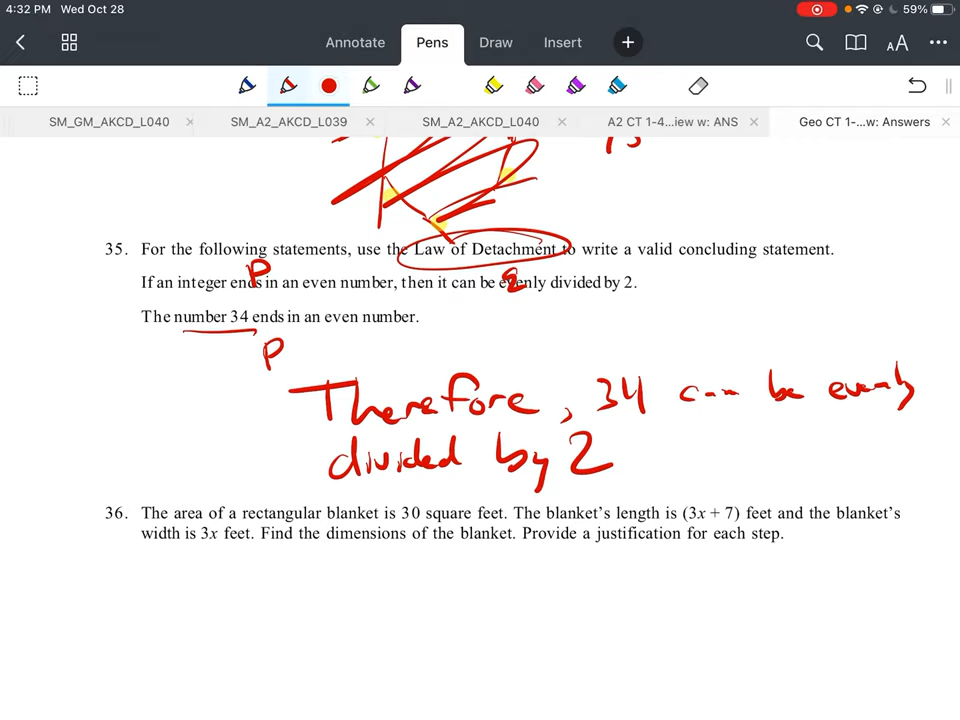 4:32 PM Wed Oct 28
59%
Annotate Pens Draw Insert
AA
SM_GM_AKCD_L040 × SM_A2_AKCD_L039 × SM_A2_AKCD_L040 × A2 CT 1-4...iew w: ANS × Geo CT 1-...w: Answers ×
35. For the following statements, use the Law of Detachment to write a valid concluding statement.
P q
If an integer ends in an even number, then it can be evenly divided by 2.
The number 34 ends in an even number.
P
Therefore, 34 can be evenly
divided by 2
36. The area of a rectangular blanket is 30 square feet. The blanket's length is (3x + 7) feet and the blanket's
width is 3x feet. Find the dimensions of the blanket. Provide a justification for each step.